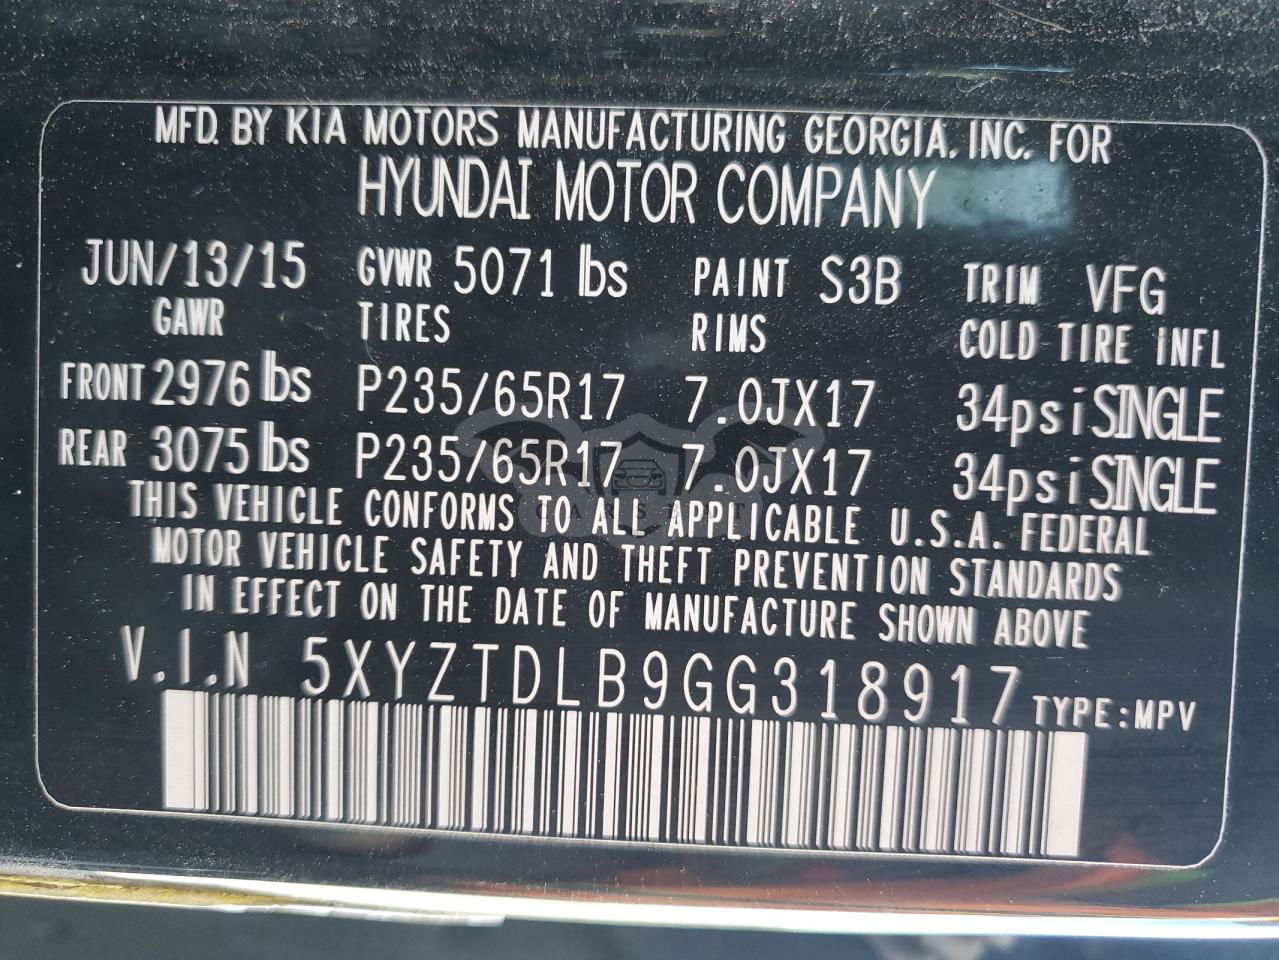 MFD. BY KIA MOTORS MANUFACTURING GEORGIA, INC. FOR
HYUNDAI MOTOR COMPANY
JUN/13/15 GVWR 5071 lbs PAINT S3B TRIM VFG
GAWR TIRES RIMS COLD TIRE INFL
FRONT 2976 lbs P235/65R17 7.0JX17 34psi SINGLE
REAR 3075 lbs P235/65R17 7.0JX17 34psi SINGLE
THIS VEHICLE CONFORMS TO ALL APPLICABLE U.S.A. FEDERAL
MOTOR VEHICLE SAFETY AND THEFT PREVENTION STANDARDS
IN EFFECT ON THE DATE OF MANUFACTURE SHOWN ABOVE
V.I.N 5XYZTDLB9GG318917 TYPE:MPV